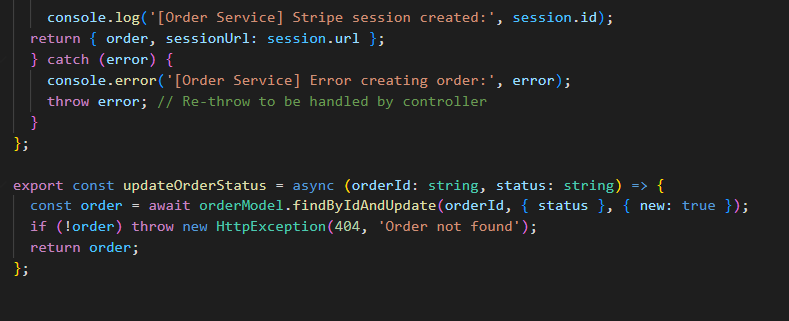 console.log('[Order Service] Stripe session created:', session.id);
return { order, sessionUrl: session.url };
} catch (error) {
console.error('[Order Service] Error creating order:', error);
throw error; // Re-throw to be handled by controller
}
};
export const updateOrderStatus = async (orderId: string, status: string) => {
const order = await orderModel.findByIdAndUpdate(orderId, { status }, { new: true });
if (!order) throw new HttpException(404, 'Order not found');
return order;
};